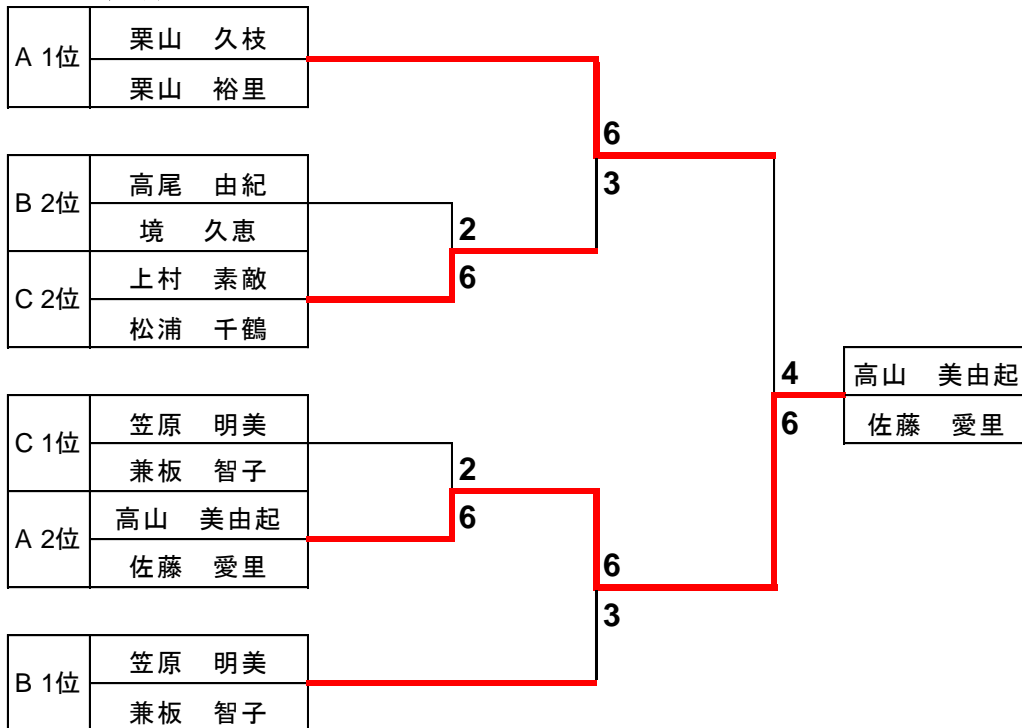 A 1位
栗山 久枝
栗山 裕里
6
3
B 2位
高尾 由紀
境 久恵
2
6
C 2位
上村 素敵
松浦 千鶴
4
6
高山 美由起
佐藤 愛里
C 1位
笠原 明美
兼板 智子
2
6
A 2位
高山 美由起
佐藤 愛里
6
3
B 1位
笠原 明美
兼板 智子